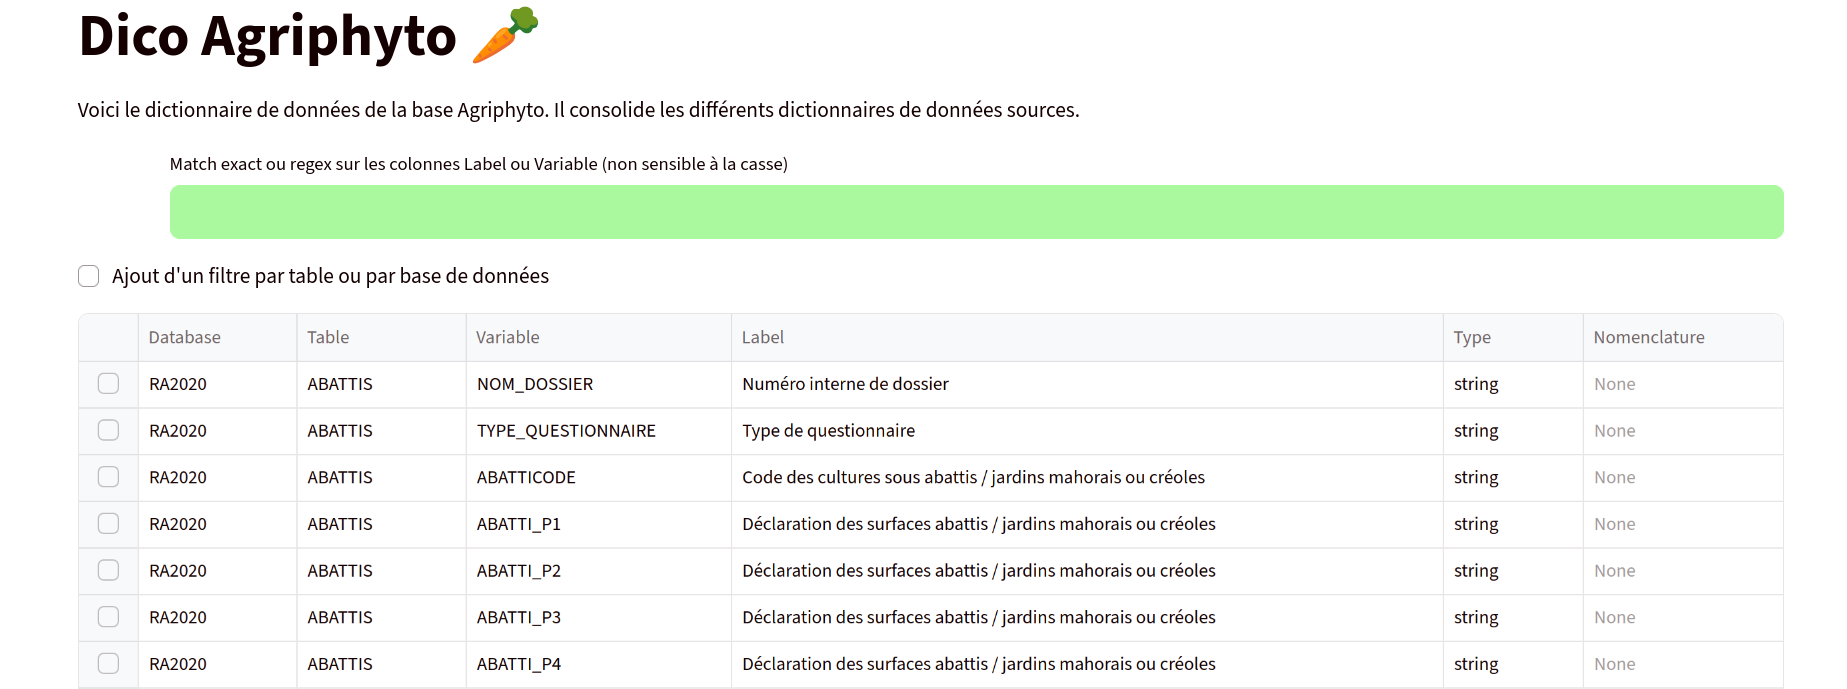 Dico Agriphyto 🥕
Voici le dictionnaire de données de la base Agriphyto. Il consolide les différents dictionnaires de données sources.
Match exact ou regex sur les colonnes Label ou Variable (non sensible à la casse)
Ajout d'un filtre par table ou par base de données
Database Table Variable Label Type Nomenclature
RA2020 ABATTIS NOM_DOSSIER Numéro interne de dossier string None
RA2020 ABATTIS TYPE_QUESTIONNAIRE Type de questionnaire string None
RA2020 ABATTIS ABATTICODE Code des cultures sous abattis / jardins mahorais ou créoles string None
RA2020 ABATTIS ABATTI_P1 Déclaration des surfaces abattis / jardins mahorais ou créoles string None
RA2020 ABATTIS ABATTI_P2 Déclaration des surfaces abattis / jardins mahorais ou créoles string None
RA2020 ABATTIS ABATTI_P3 Déclaration des surfaces abattis / jardins mahorais ou créoles string None
RA2020 ABATTIS ABATTI_P4 Déclaration des surfaces abattis / jardins mahorais ou créoles string None